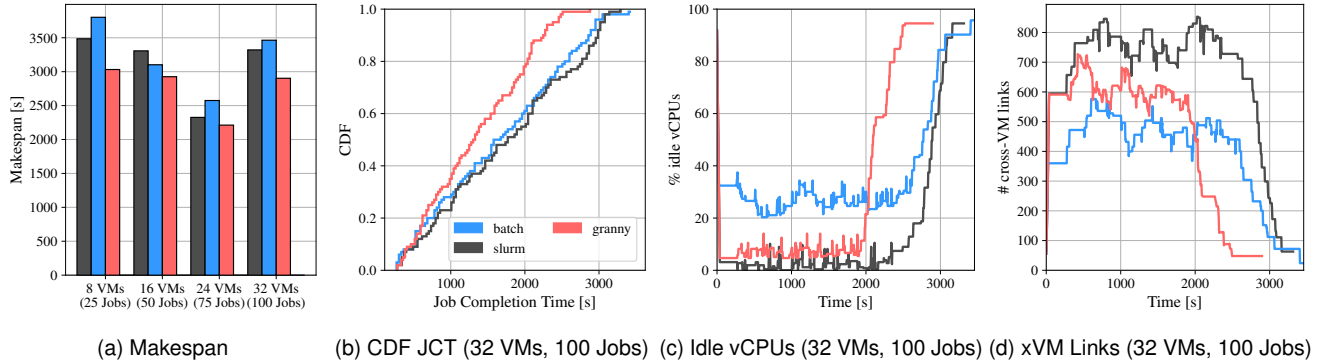 Makespan [s]
3500
3000
2500
2000
1500
1000
500
0
8 VMs
(25 Jobs)
16 VMs
(50 Jobs)
24 VMs
(75 Jobs)
32 VMs
(100 Jobs)
(a) Makespan
CDF
1.0
0.8
0.6
0.4
0.2
0.0
batch
slurm
granny
1000 2000 3000
Job Completion Time [s]
(b) CDF JCT (32 VMs, 100 Jobs)
% idle vCPUs
100
80
60
40
20
0
0 1000 2000 3000
Time [s]
(c) Idle vCPUs (32 VMs, 100 Jobs)
# cross-VM links
800
700
600
500
400
300
200
100
0
0 1000 2000 3000
Time [s]
(d) xVM Links (32 VMs, 100 Jobs)